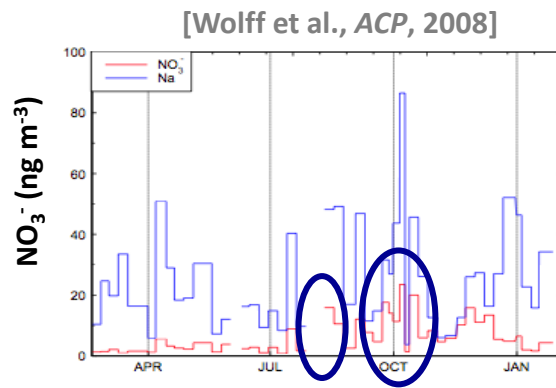 [Wolff et al., ACP, 2008]
100
80
60
40
20
0
NO₃⁻
Na
NO₃⁻ (ng m⁻³)
APR
JUL
OCT
JAN